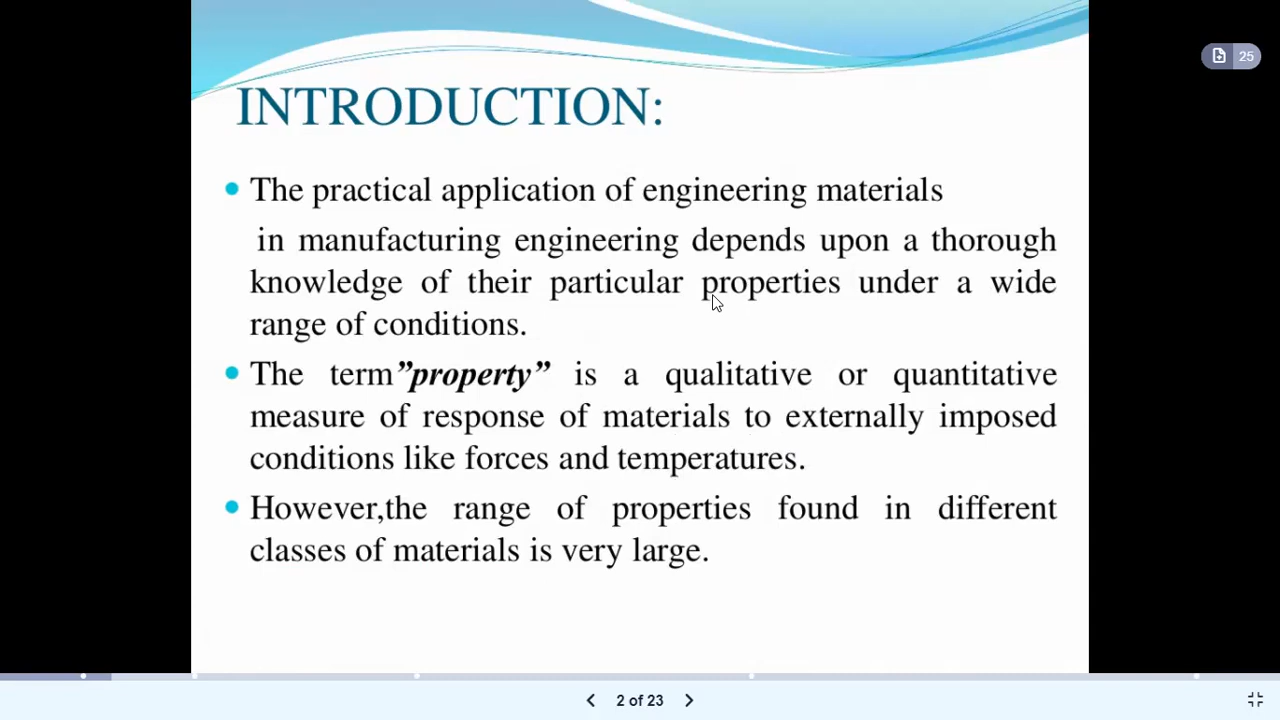 25
INTRODUCTION:
The practical application of engineering materials
in manufacturing engineering depends upon a thorough
knowledge of their particular properties under a wide
range of conditions.
The term”property” is a qualitative or quantitative
measure of response of materials to externally imposed
conditions like forces and temperatures.
However,the range of properties found in different
classes of materials is very large.
2 of 23